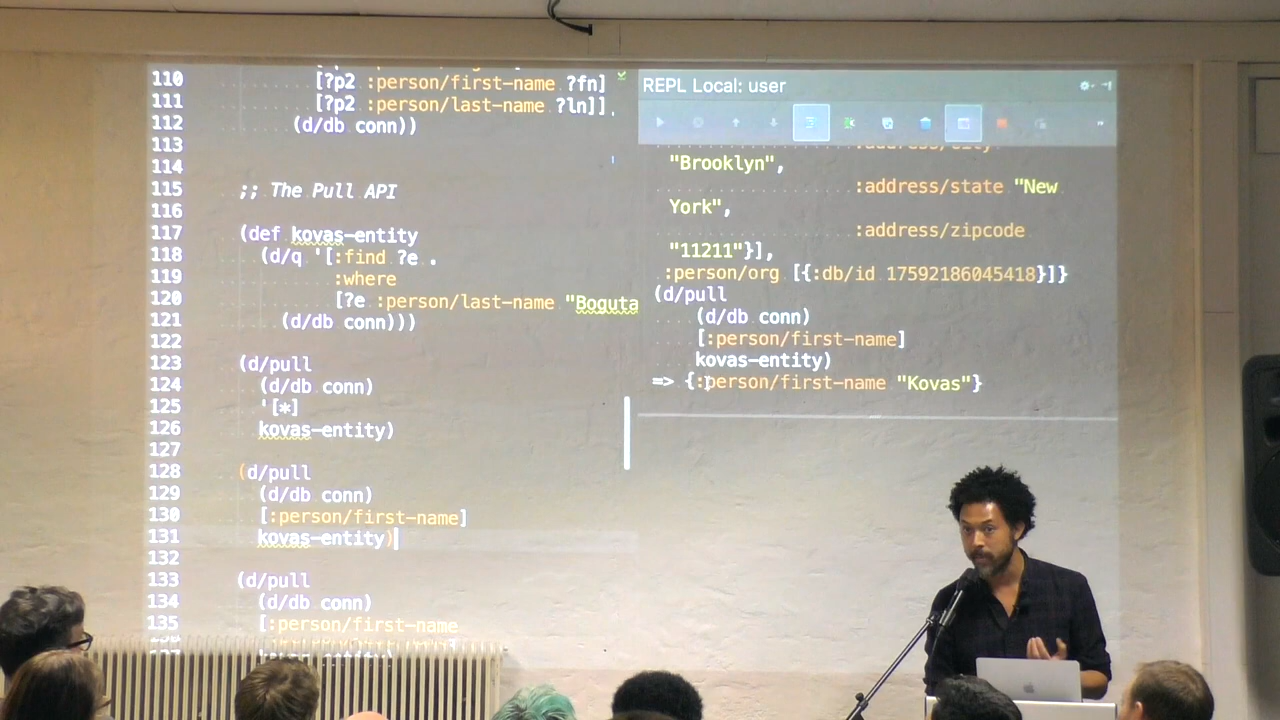 110 [?p2 :person/first-name ?fn]
111 [?p2 :person/last-name ?ln]]
112 (d/db conn))
113
114
115 ;; The Pull API
116
117 (def kovas-entity
118 (d/q '[:find ?e .
119 :where
120 [?e :person/last-name "Boguta
121 (d/db conn)))
122
123 (d/pull
124 (d/db conn)
125 '[*]
126 kovas-entity)
127
128 (d/pull
129 (d/db conn)
130 [:person/first-name]
131 kovas-entity)
132
133 (d/pull
134 (d/db conn)
135 [:person/first-name
REPL Local: user
:address/city
"Brooklyn",
:address/state "New
York",
:address/zipcode
"11211"}],
:person/org [{:db/id 17592186045418}]}
(d/pull
(d/db conn)
[:person/first-name]
kovas-entity)
=> {:person/first-name "Kovas"}